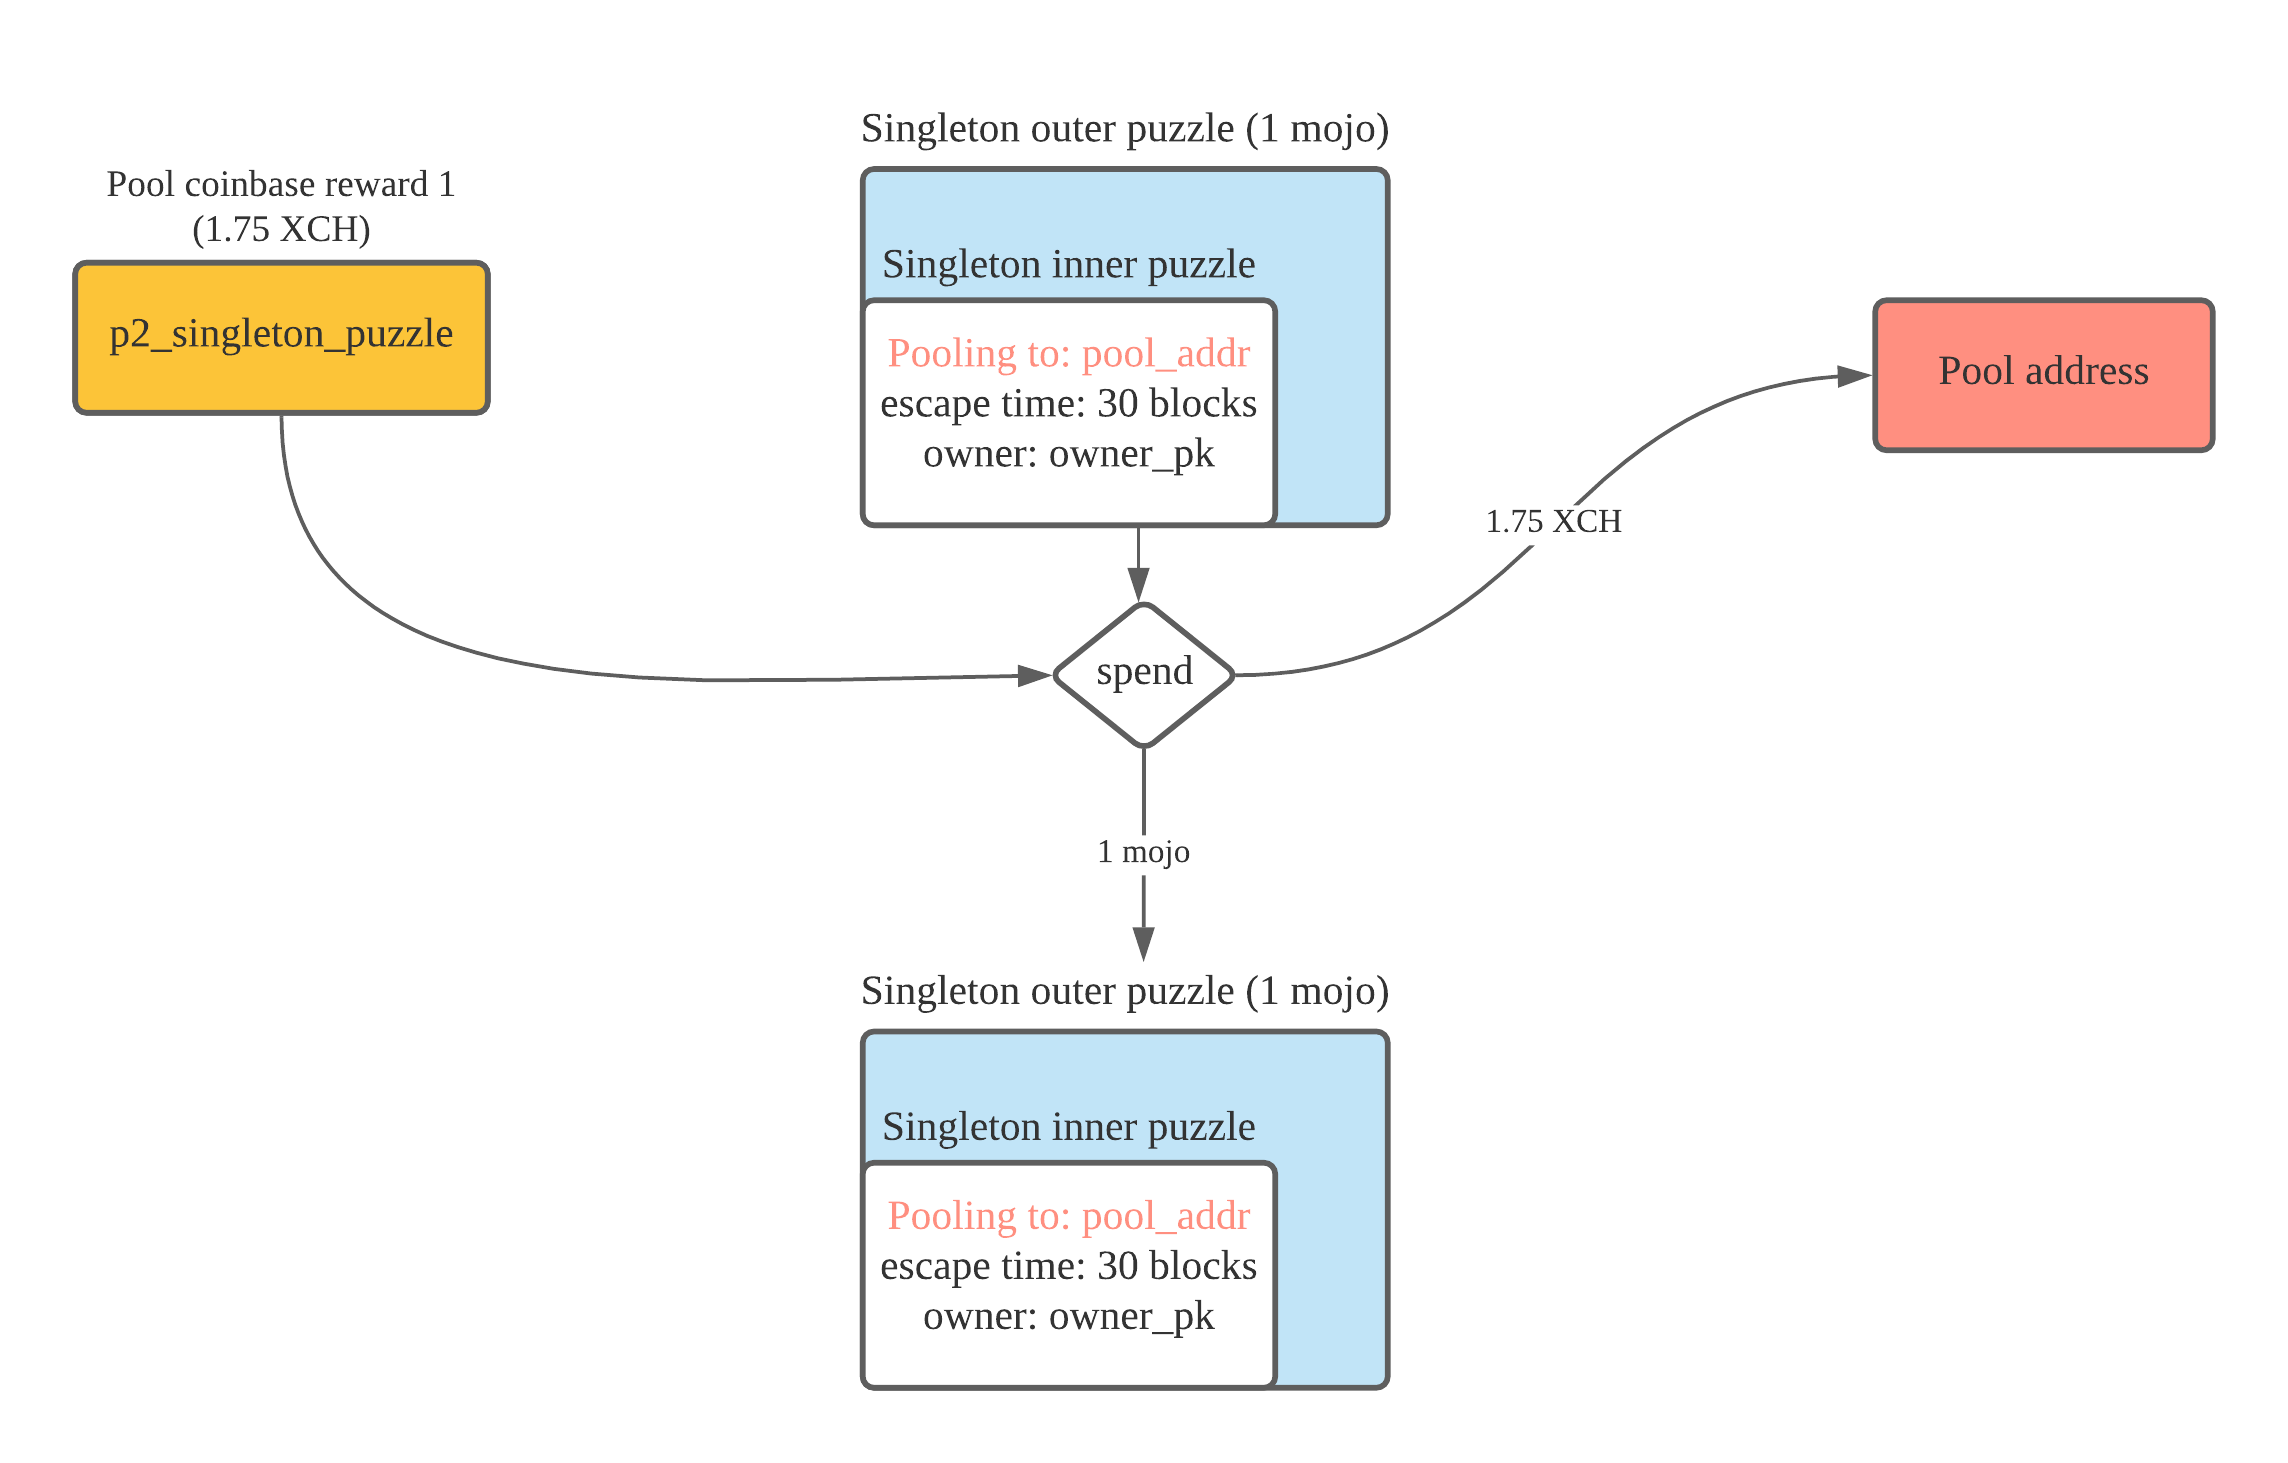 Singleton outer puzzle (1 mojo)
Pool coinbase reward 1
(1.75 XCH)
p2_singleton_puzzle
Singleton inner puzzle
Pooling to: pool_addr
escape time: 30 blocks
owner: owner_pk
Pool address
1.75 XCH
spend
1 mojo
Singleton outer puzzle (1 mojo)
Singleton inner puzzle
Pooling to: pool_addr
escape time: 30 blocks
owner: owner_pk